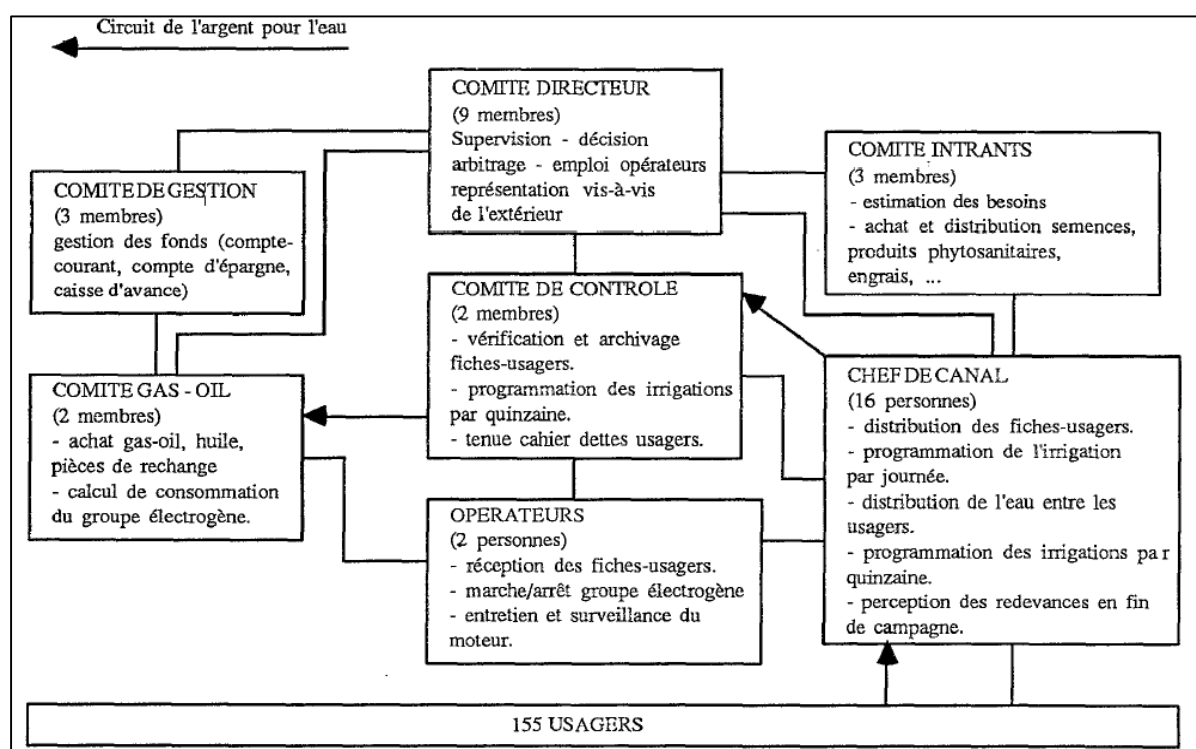 Circuit de l'argent pour l'eau
COMITE DIRECTEUR
(9 membres)
Supervision - décision
arbitrage - emploi opérateurs
représentation vis-à-vis
de l'extérieur
COMITE DE GESTION
(3 membres)
gestion des fonds (compte-
courant, compte d'épargne,
caisse d'avance)
COMITE INTRANTS
(3 membres)
- estimation des besoins
- achat et distribution semences,
produits phytosanitaires,
engrais, ...
COMITE DE CONTROLE
(2 membres)
- vérification et archivage
fiches-usagers.
- programmation des irrigations
par quinzaine.
- tenue cahier dettes usagers.
COMITE GAS - OIL
(2 membres)
- achat gas-oil, huile,
pièces de rechange
- calcul de consommation
du groupe électrogène.
CHEF DE CANAL
(16 personnes)
- distribution des fiches-usagers.
- programmation de l'irrigation
par journée.
- distribution de l'eau entre les
usagers.
- programmation des irrigations par
quinzaine.
- perception des redevances en fin
de campagne.
OPERATEURS
(2 personnes)
- réception des fiches-usagers.
- marche/arrêt groupe électrogène
- entretien et surveillance du
moteur.
155 USAGERS